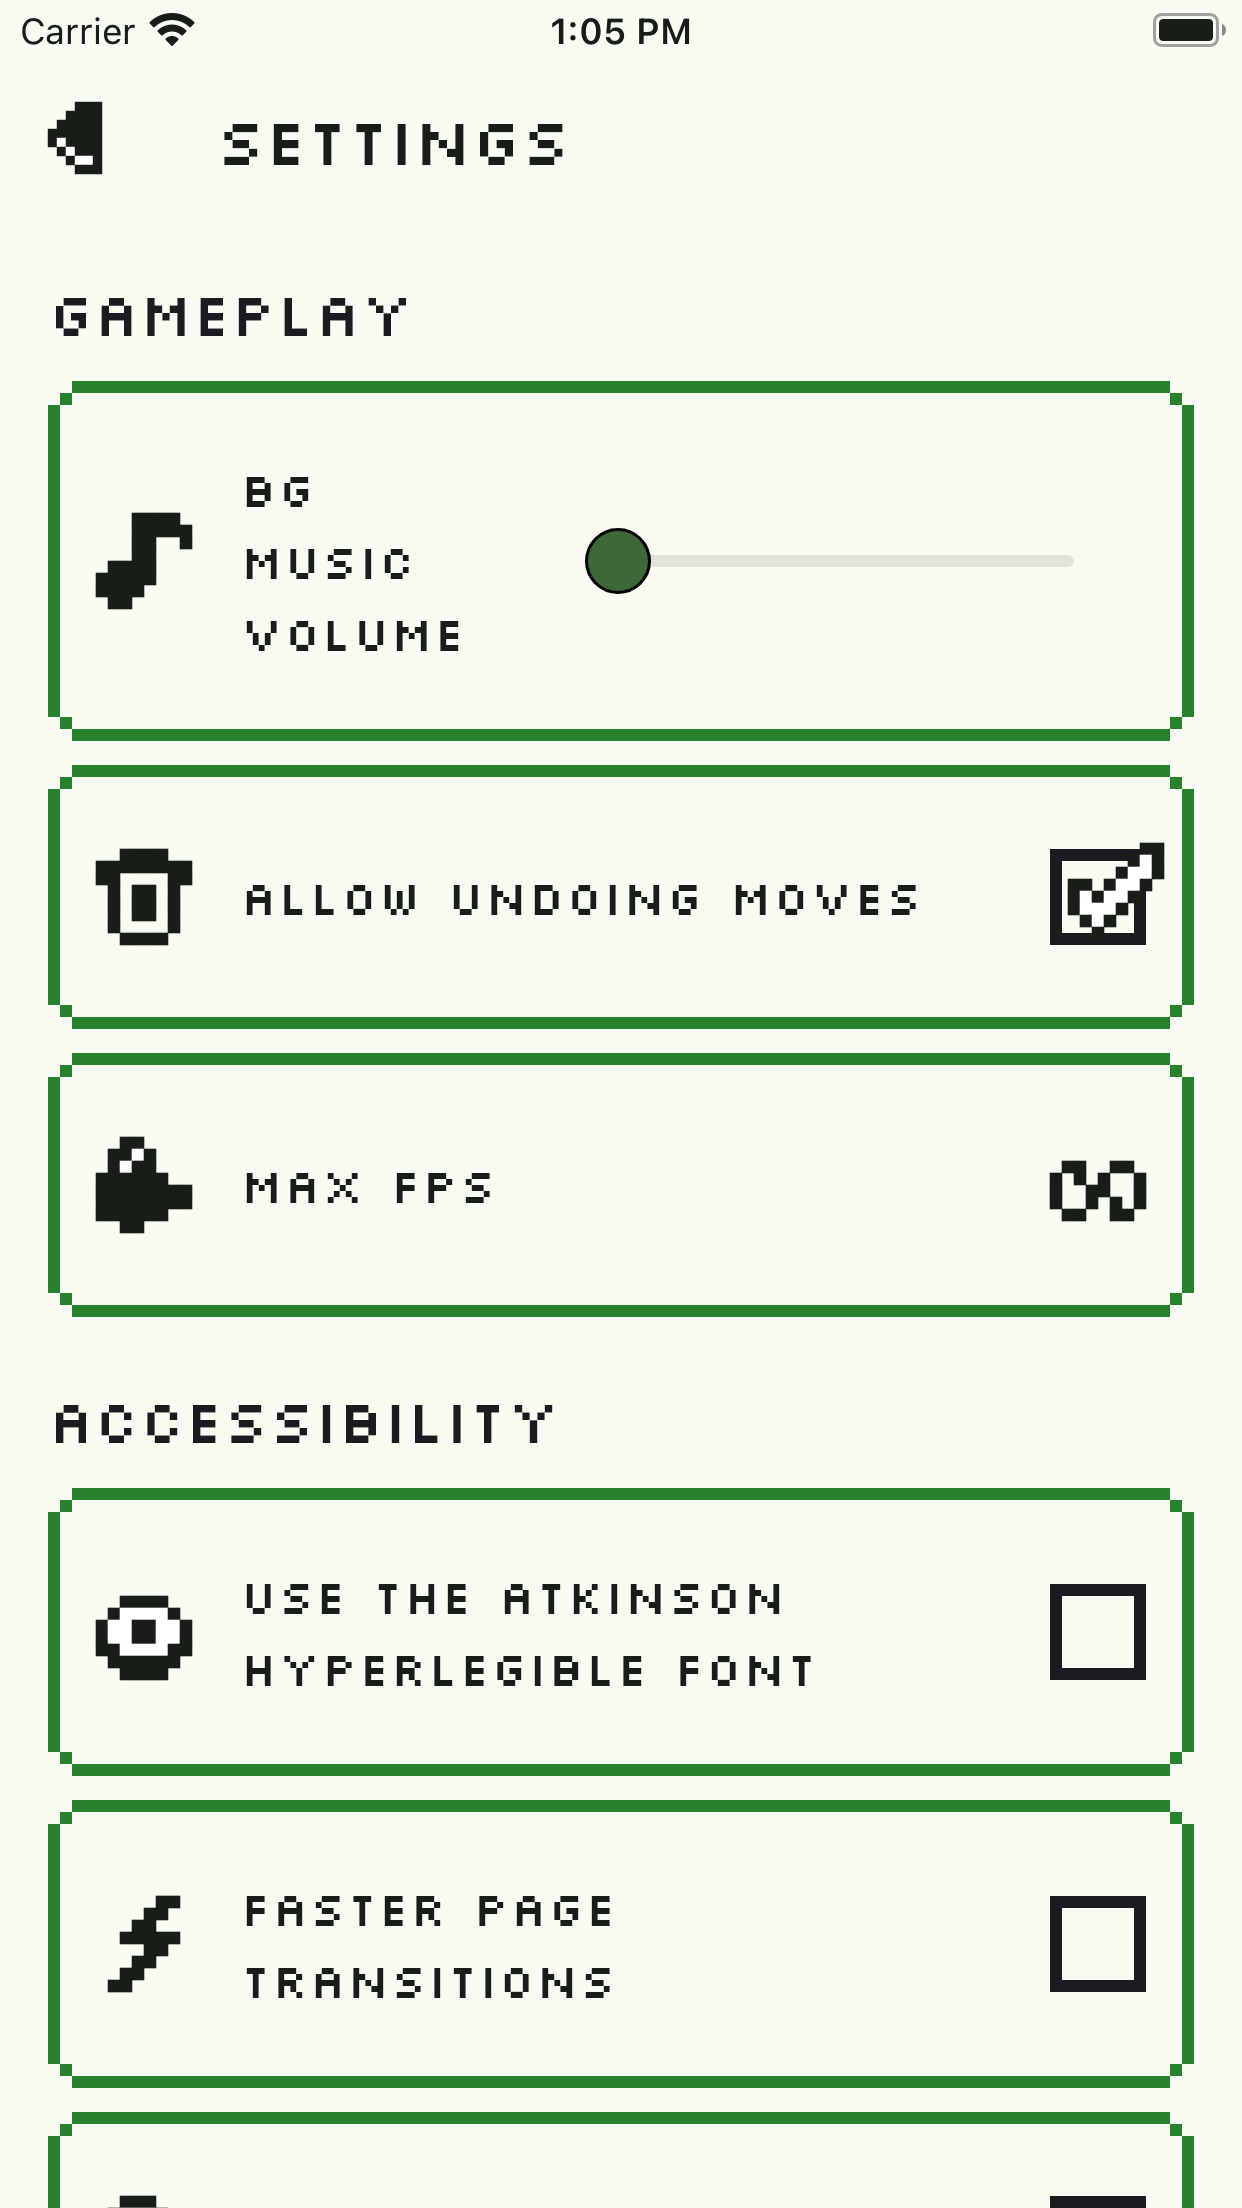 Carrier 1:05 PM
SETTINGS
GAMEPLAY
BG
MUSIC
VOLUME
ALLOW UNDOING MOVES
MAX FPS
ACCESSIBILITY
USE THE ATKINSON
HYPERLEGIBLE FONT
FASTER PAGE
TRANSITIONS